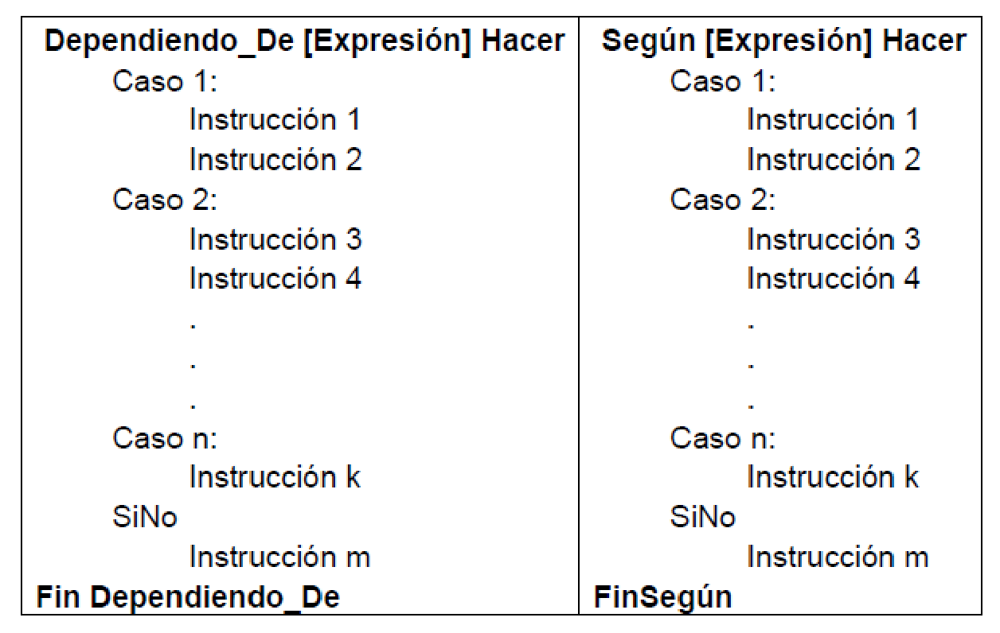 Dependiendo_De [Expresión] Hacer
Caso 1:
Instrucción 1
Instrucción 2
Caso 2:
Instrucción 3
Instrucción 4
.
.
.
Caso n:
Instrucción k
SiNo
Instrucción m
Fin Dependiendo_De
Según [Expresión] Hacer
Caso 1:
Instrucción 1
Instrucción 2
Caso 2:
Instrucción 3
Instrucción 4
.
.
.
Caso n:
Instrucción k
SiNo
Instrucción m
FinSegún